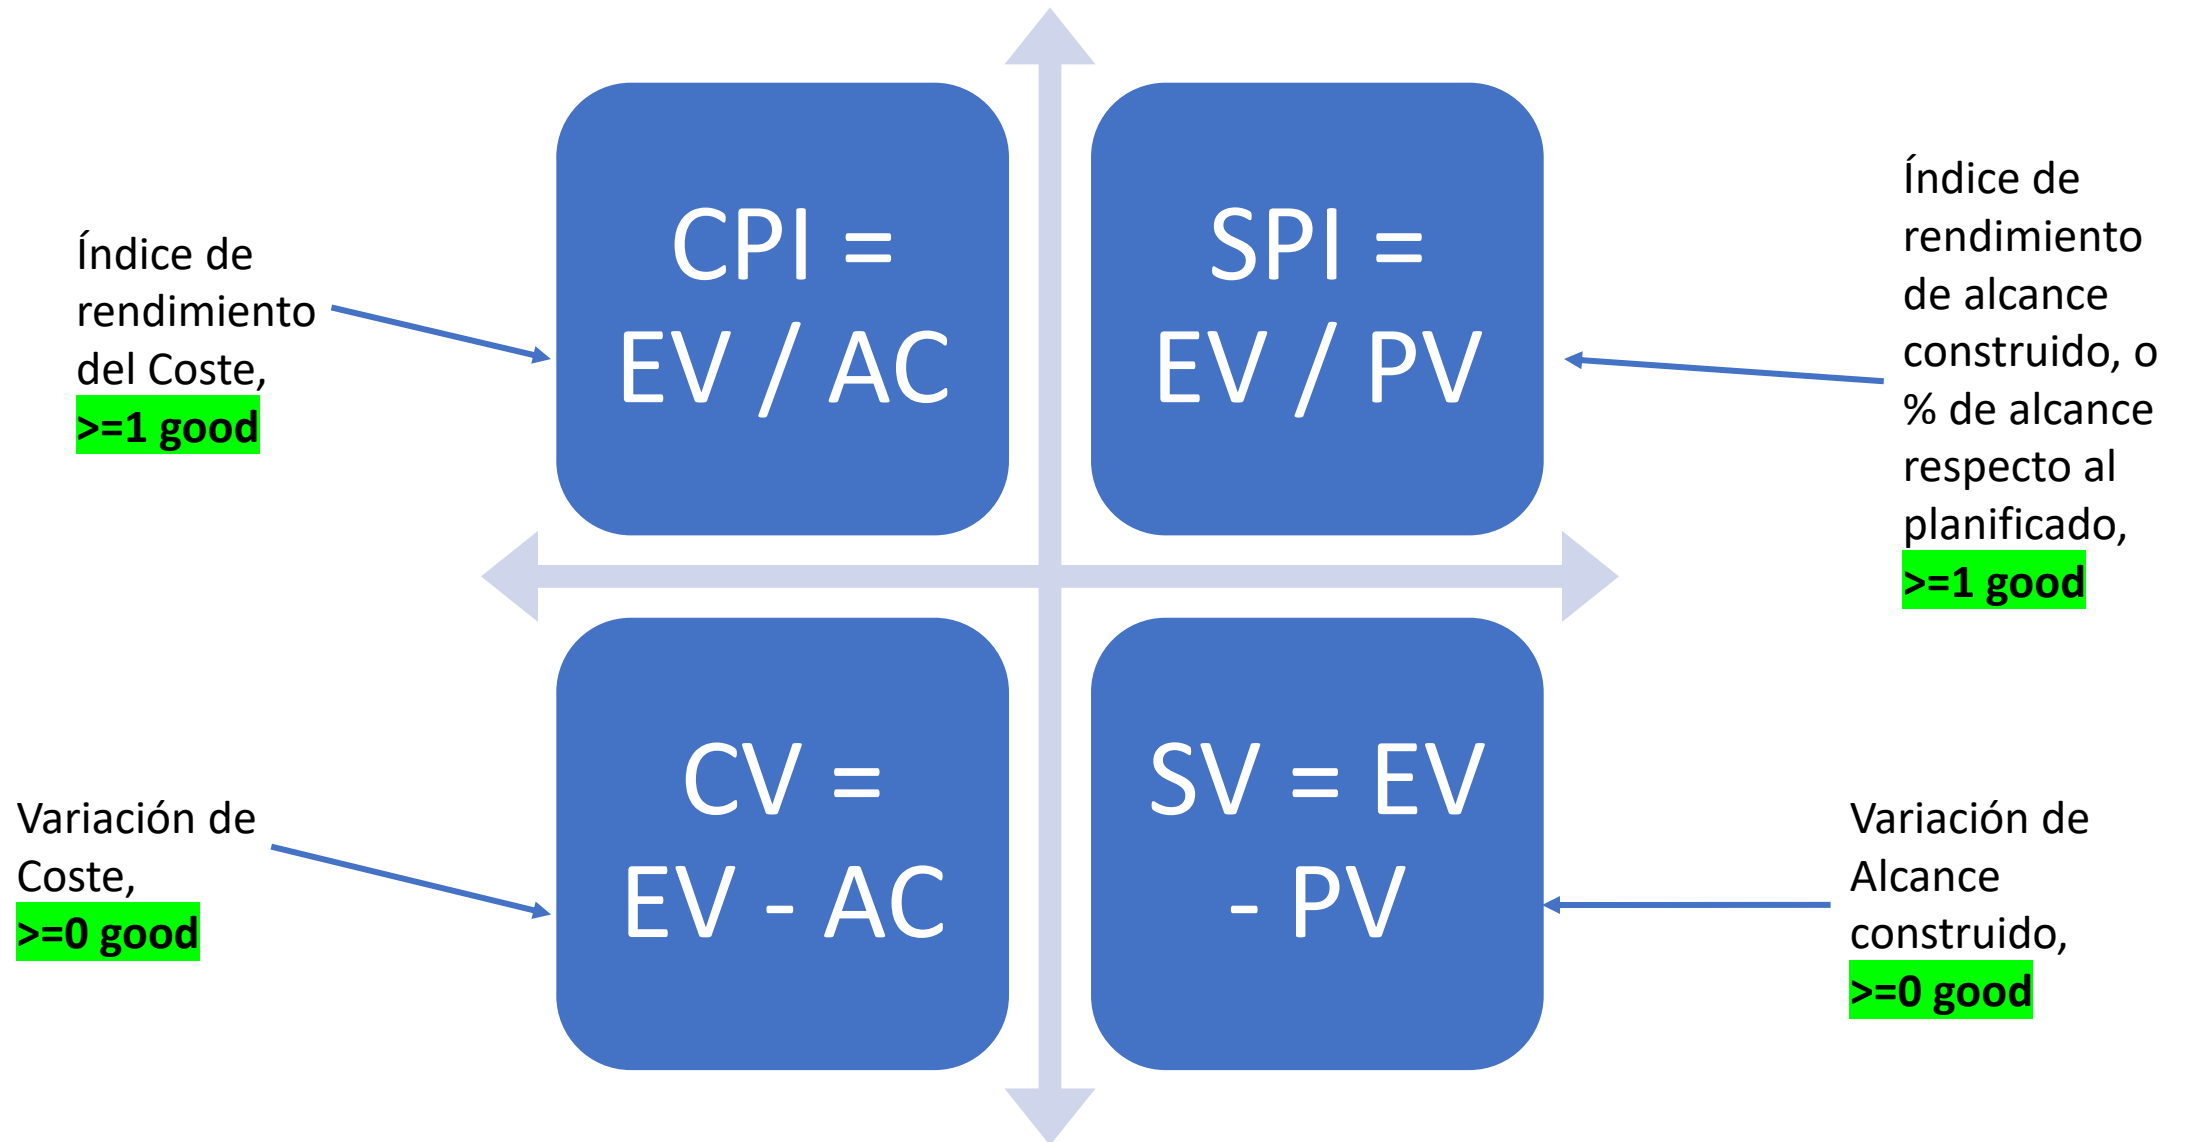 Índice de
rendimiento
del Coste,
>=1 good
CPI =
EV / AC
SPI =
EV / PV
Índice de
rendimiento
de alcance
construido, o
% de alcance
respecto al
planificado,
>=1 good
Variación de
Coste,
>=0 good
CV =
EV - AC
SV = EV
- PV
Variación de
Alcance
construido,
>=0 good